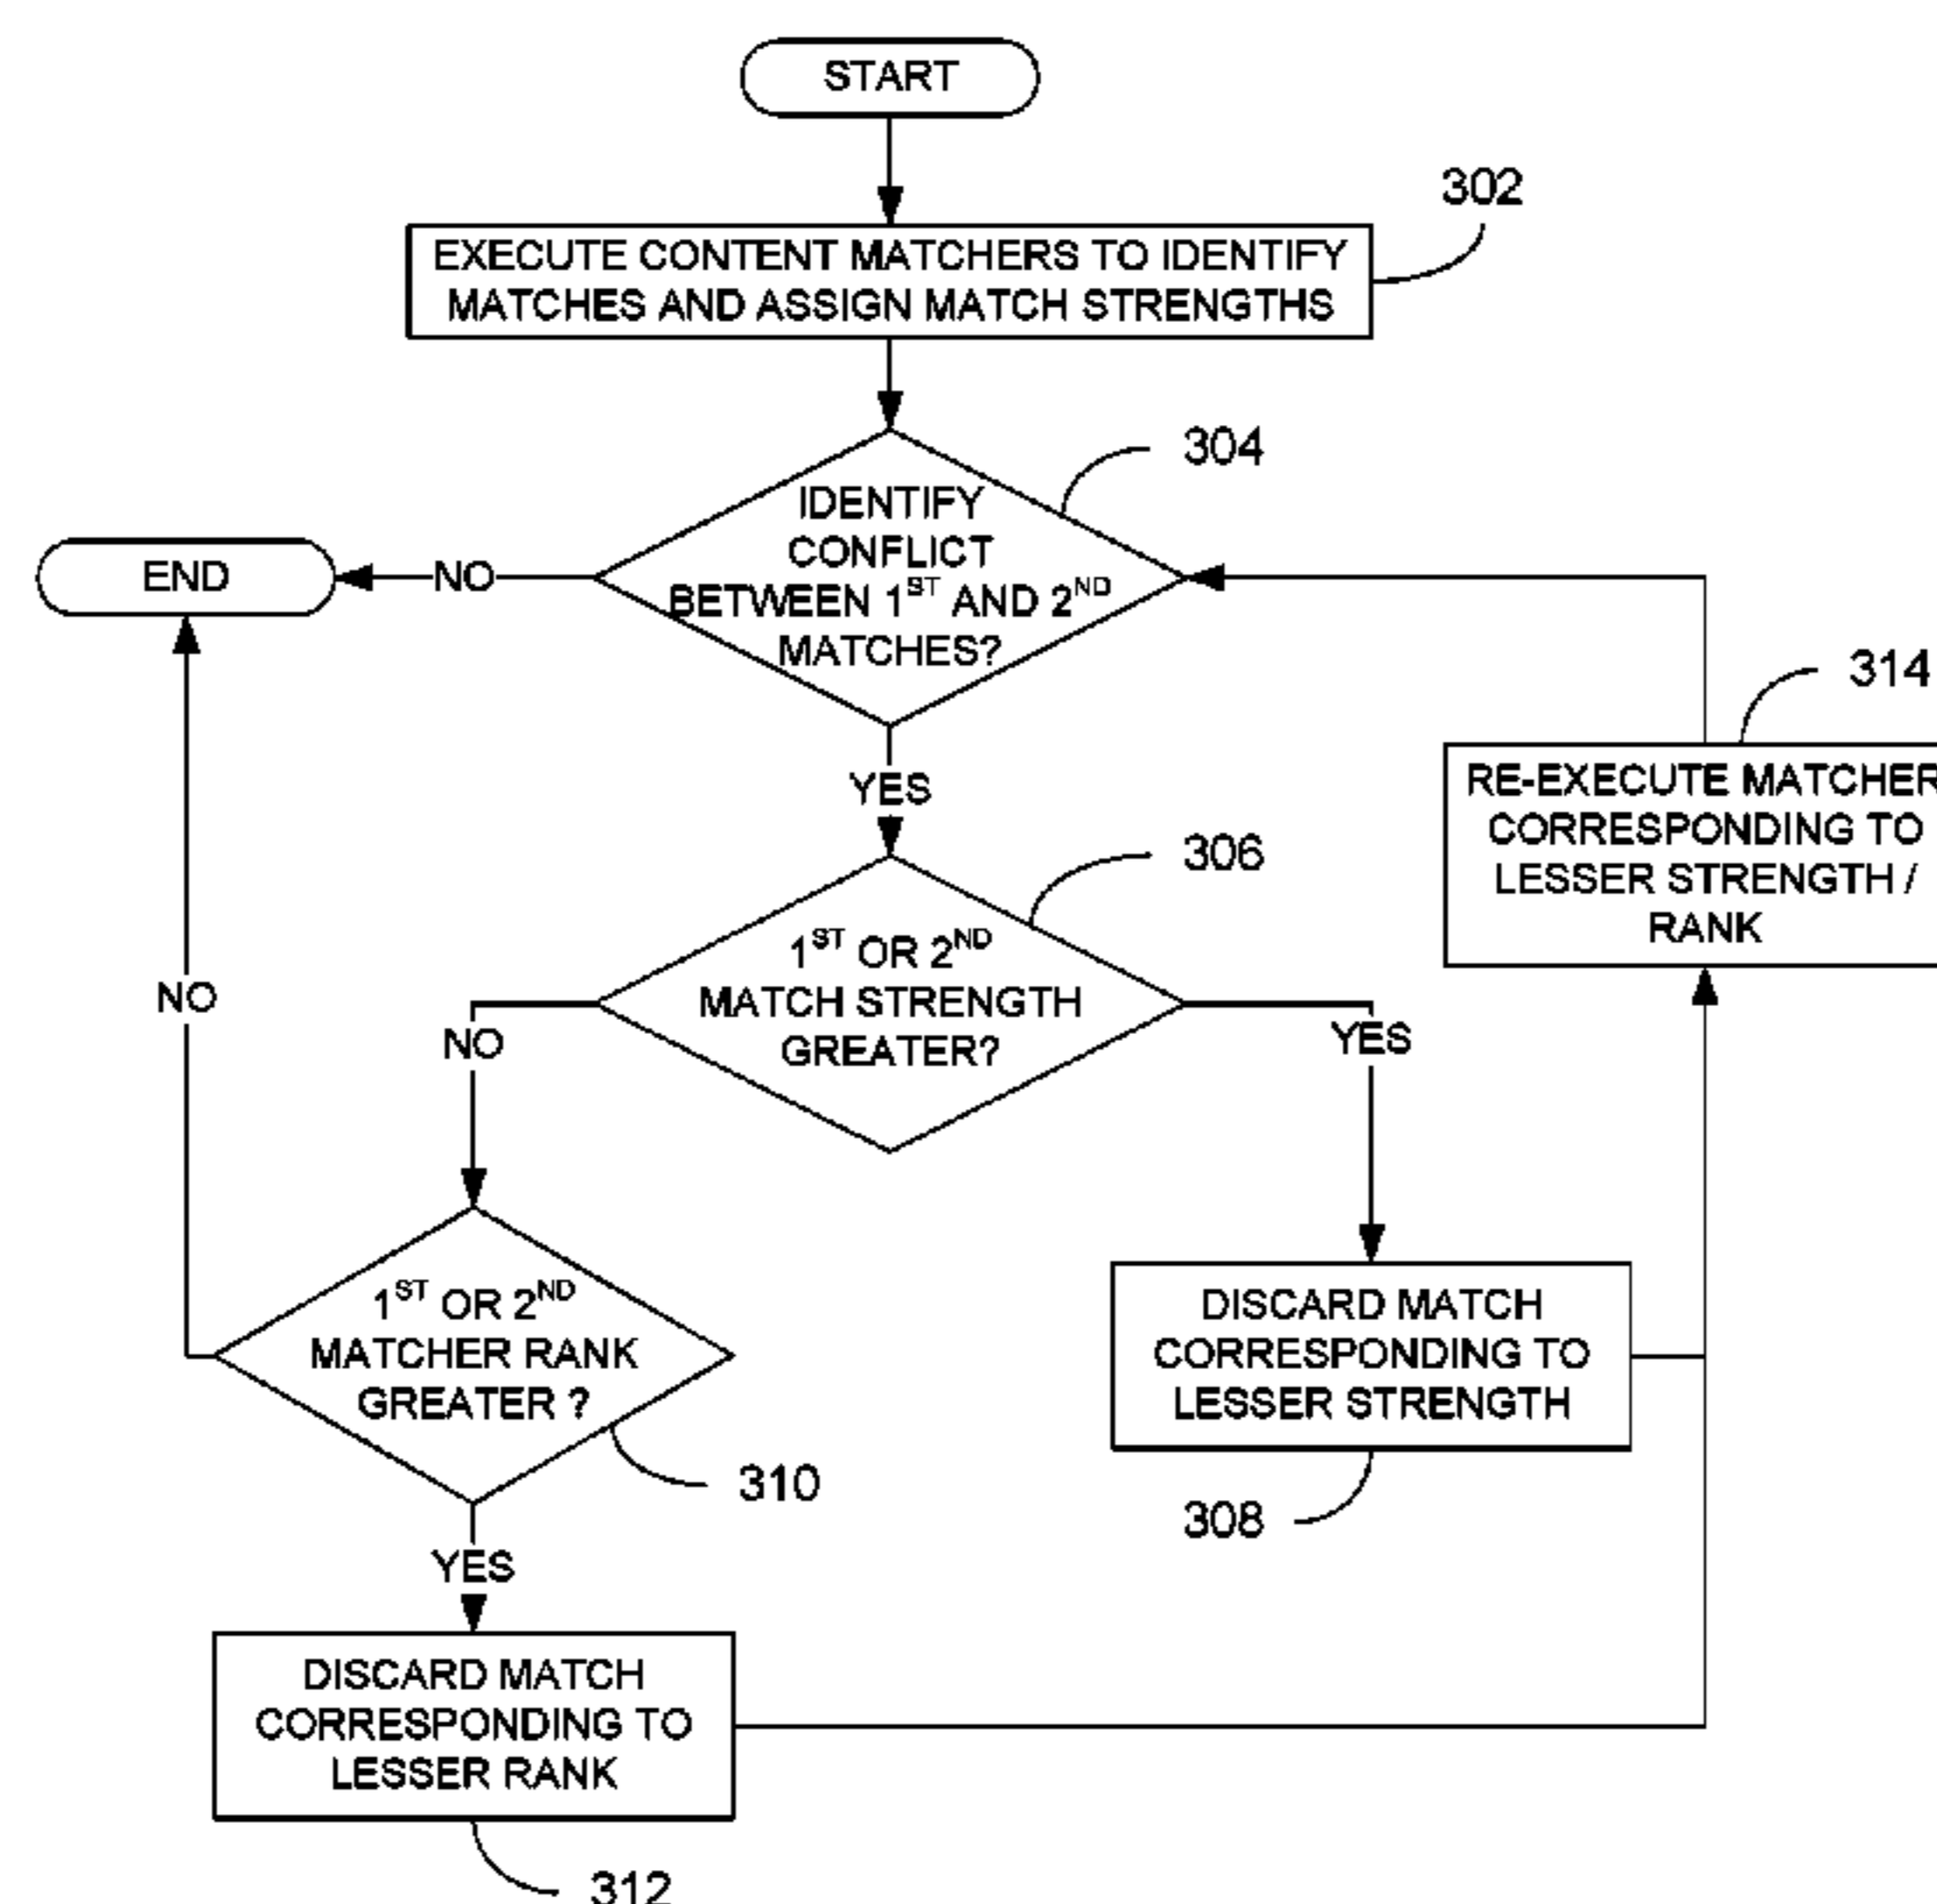 START
302
EXECUTE CONTENT MATCHERS TO IDENTIFY
MATCHES AND ASSIGN MATCH STRENGTHS
304
IDENTIFY
CONFLICT
BETWEEN 1ST AND 2ND
MATCHES?
END
NO
314
YES
RE-EXECUTE MATCHER
CORRESPONDING TO
LESSER STRENGTH /
RANK
306
1ST OR 2ND
MATCH STRENGTH
GREATER?
NO
NO
YES
1ST OR 2ND
MATCHER RANK
GREATER ?
DISCARD MATCH
CORRESPONDING TO
LESSER STRENGTH
310
308
YES
DISCARD MATCH
CORRESPONDING TO
LESSER RANK
312